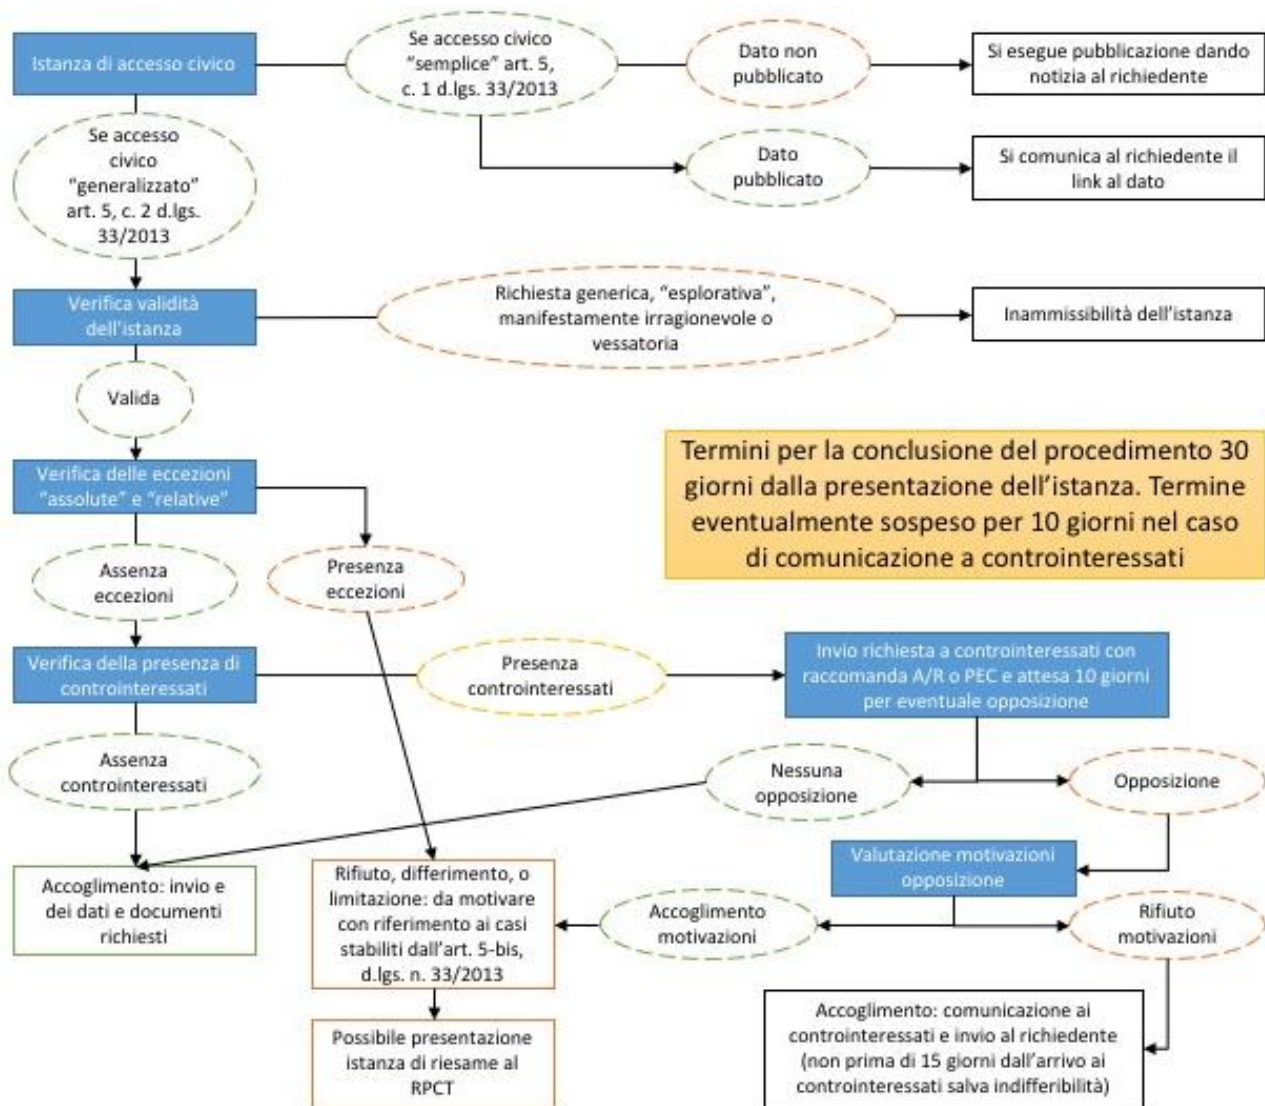 Istanza di accesso civico
Se accesso civico
"semplice" art. 5,
c. 1 d.lgs. 33/2013
Dato non
pubblicato
Si esegue pubblicazione dando
notizia al richiedente
Se accesso
civico
"generalizzato"
art. 5, c. 2 d.lgs.
33/2013
Dato
pubblicato
Si comunica al richiedente il
link al dato
Verifica validità
dell'istanza
Richiesta generica, "esplorativa",
manifestamente irragionevole o
vessatoria
Inammissibilità dell'istanza
Valida
Verifica delle eccezioni
"assolute" e "relative"
Termini per la conclusione del procedimento 30
giorni dalla presentazione dell'istanza. Termine
eventualmente sospeso per 10 giorni nel caso
di comunicazione a controinteressati
Assenza
eccezioni
Presenza
eccezioni
Verifica della presenza di
controinteressati
Presenza
controinteressati
Invio richiesta a controinteressati con
raccomanda A/R o PEC e attesa 10 giorni
per eventuale opposizione
Assenza
controinteressati
Nessuna
opposizione
Opposizione
Accoglimento: invio e
dei dati e documenti
richiesti
Rifiuto, differimento, o
limitazione: da motivare
con riferimento ai casi
stabiliti dall'art. 5-bis,
d.lgs. n. 33/2013
Valutazione motivazioni
opposizione
Accoglimento
motivazioni
Rifiuto
motivazioni
Possibile presentazione
istanza di riesame al
RPCT
Accoglimento: comunicazione ai
controinteressati e invio al richiedente
(non prima di 15 giorni dall'arrivo ai
controinteressati salva indifferibilità)